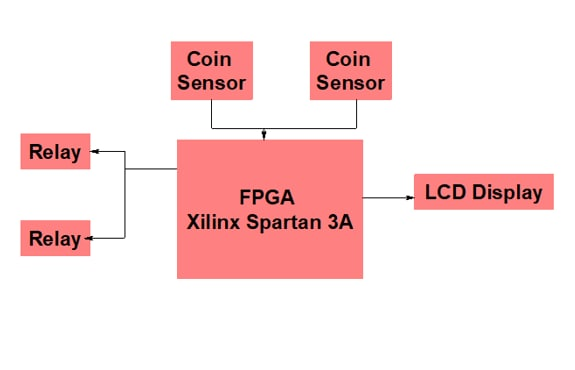 Coin
Sensor
Coin
Sensor
Relay
FPGA
Xilinx Spartan 3A
LCD Display
Relay